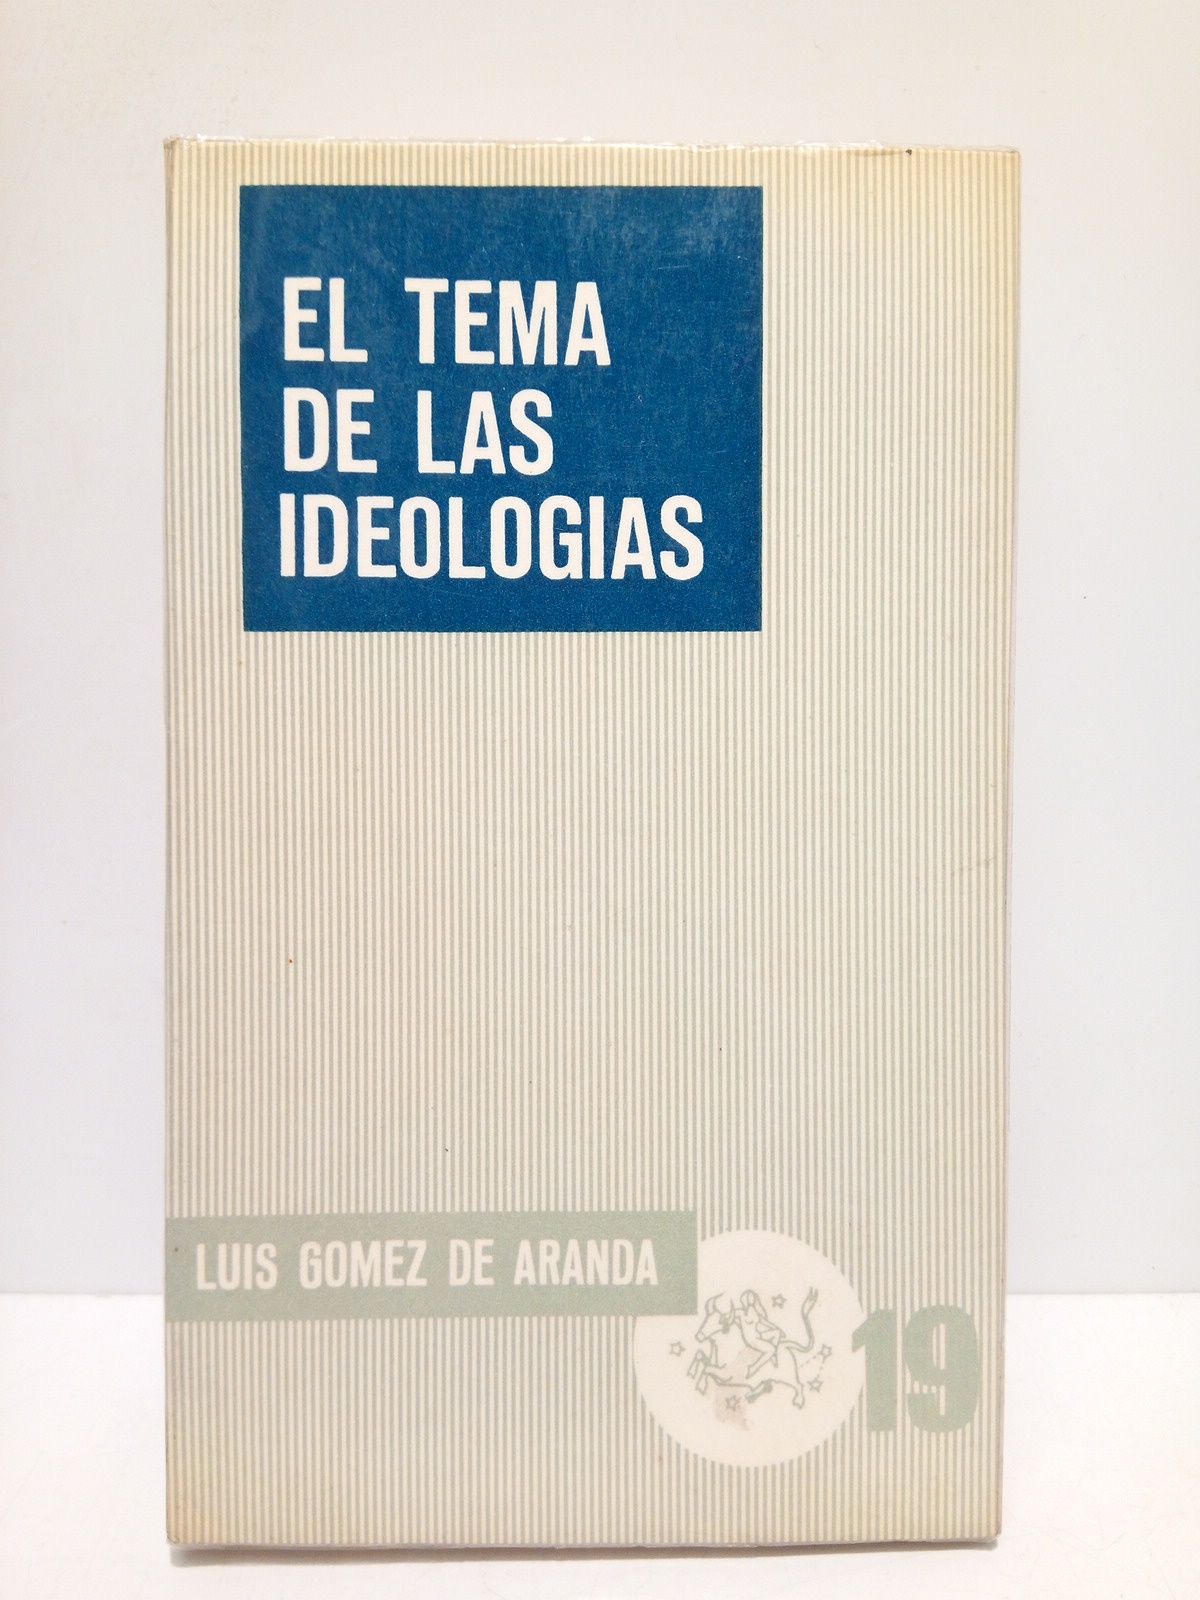 EL TEMA
DE LAS
IDEOLOGIAS
LUIS GOMEZ DE ARANDA
19